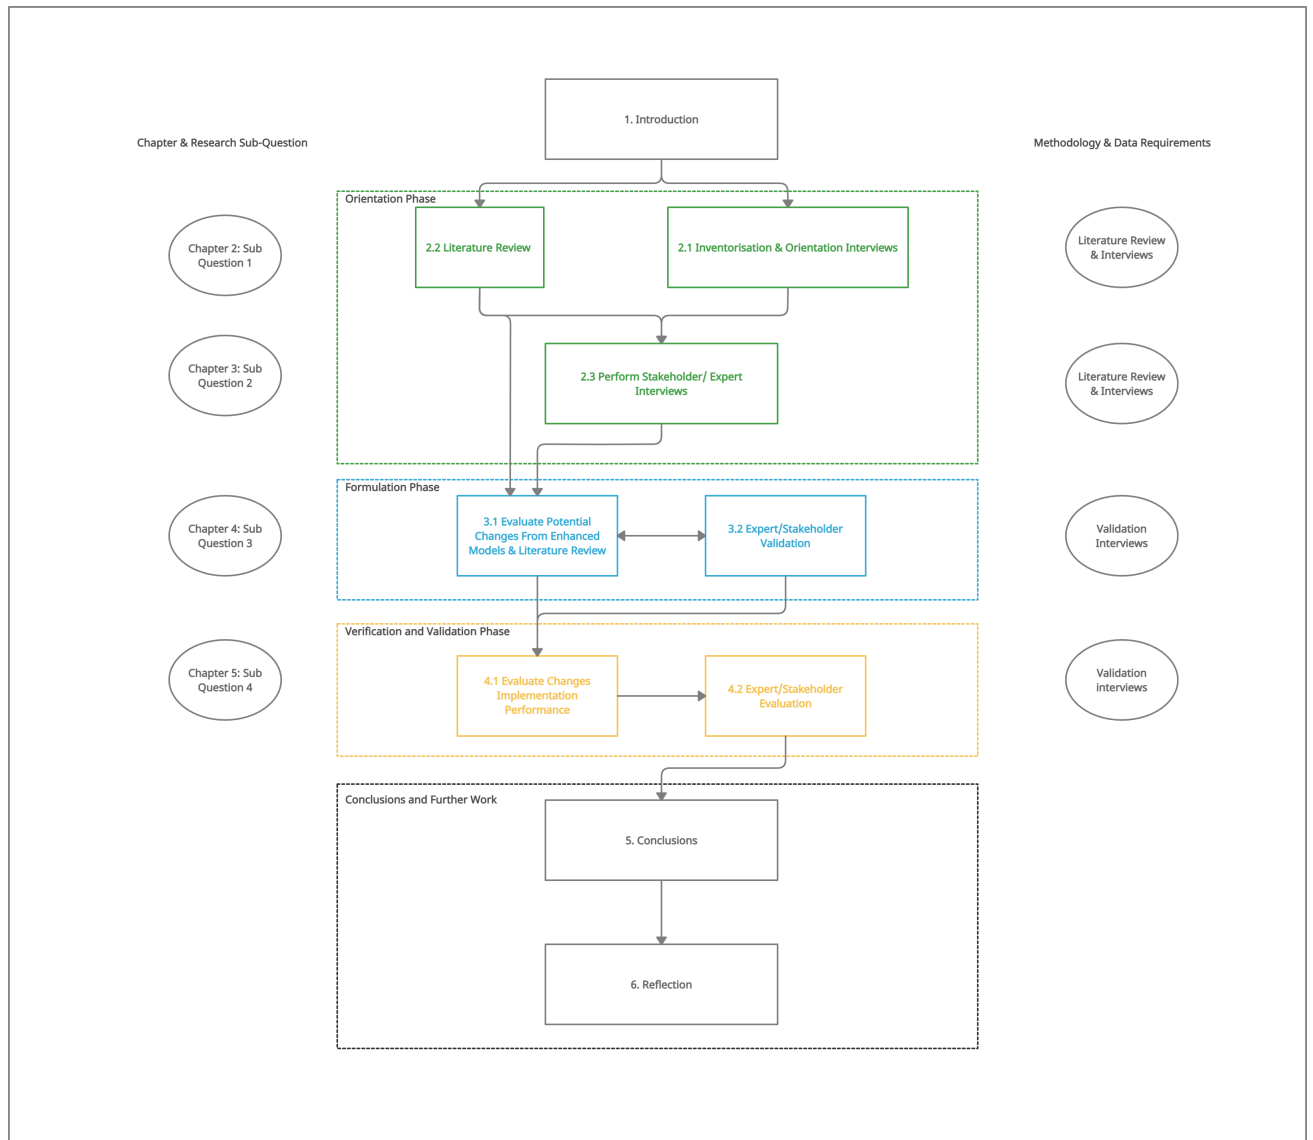 1. Introduction
Chapter & Research Sub-Question
Methodology & Data Requirements
Orientation Phase
Chapter 2: Sub
Question 1
2.2 Literature Review
2.1 Inventorisation & Orientation Interviews
Literature Review
& Interviews
Chapter 3: Sub
Question 2
2.3 Perform Stakeholder/ Expert
Interviews
Literature Review
& Interviews
Formulation Phase
Chapter 4: Sub
Question 3
3.1 Evaluate Potential
Changes From Enhanced
Models & Literature Review
3.2 Expert/Stakeholder
Validation
Validation
Interviews
Verification and Validation Phase
Chapter 5: Sub
Question 4
4.1 Evaluate Changes
Implementation
Performance
4.2 Expert/Stakeholder
Evaluation
Validation
interviews
Conclusions and Further Work
5. Conclusions
6. Reflection